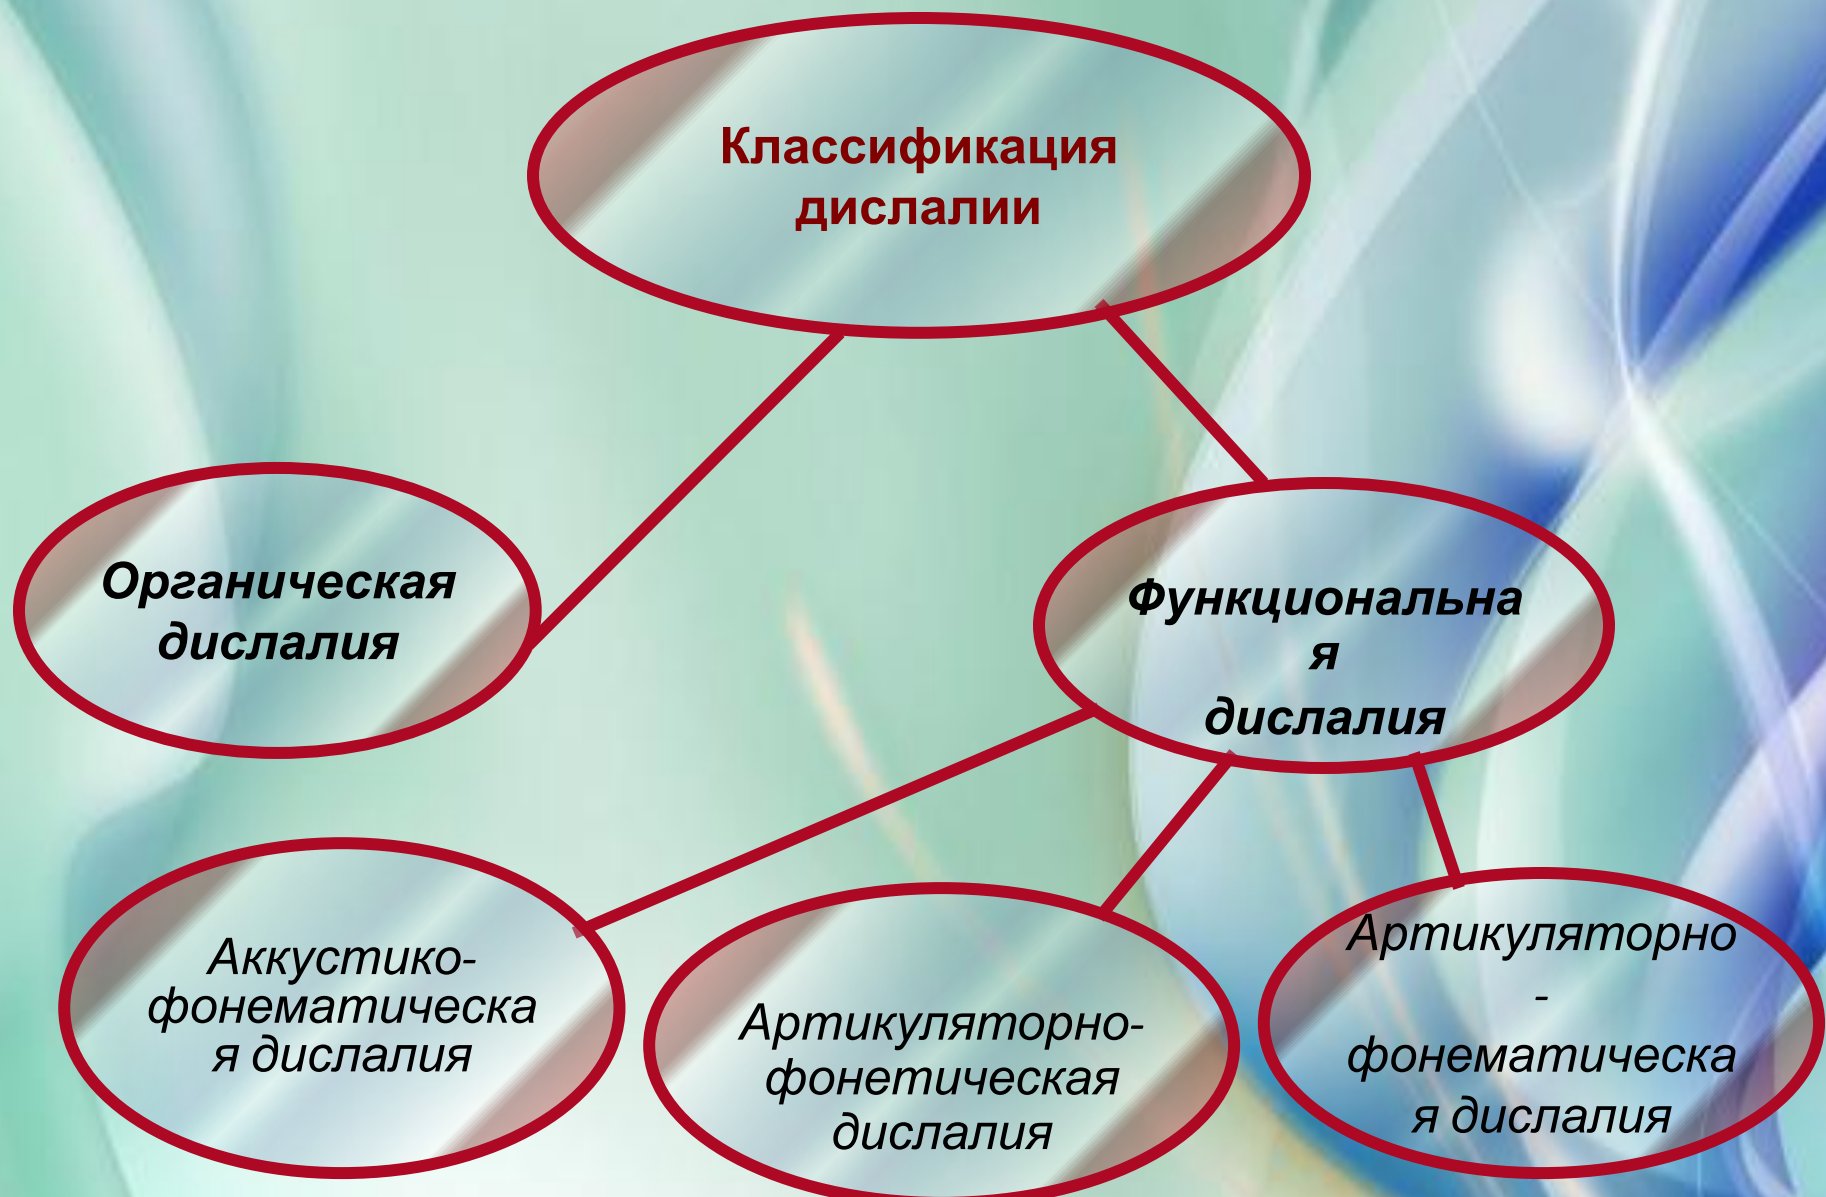 Классификация
дислалии
Органическая
дислалия
Функциональна
я
дислалия
Аккустико-
фонематическа
я дислалия
Артикуляторно-
фонетическая
дислалия
Артикуляторно
-
фонематическа
я дислалия